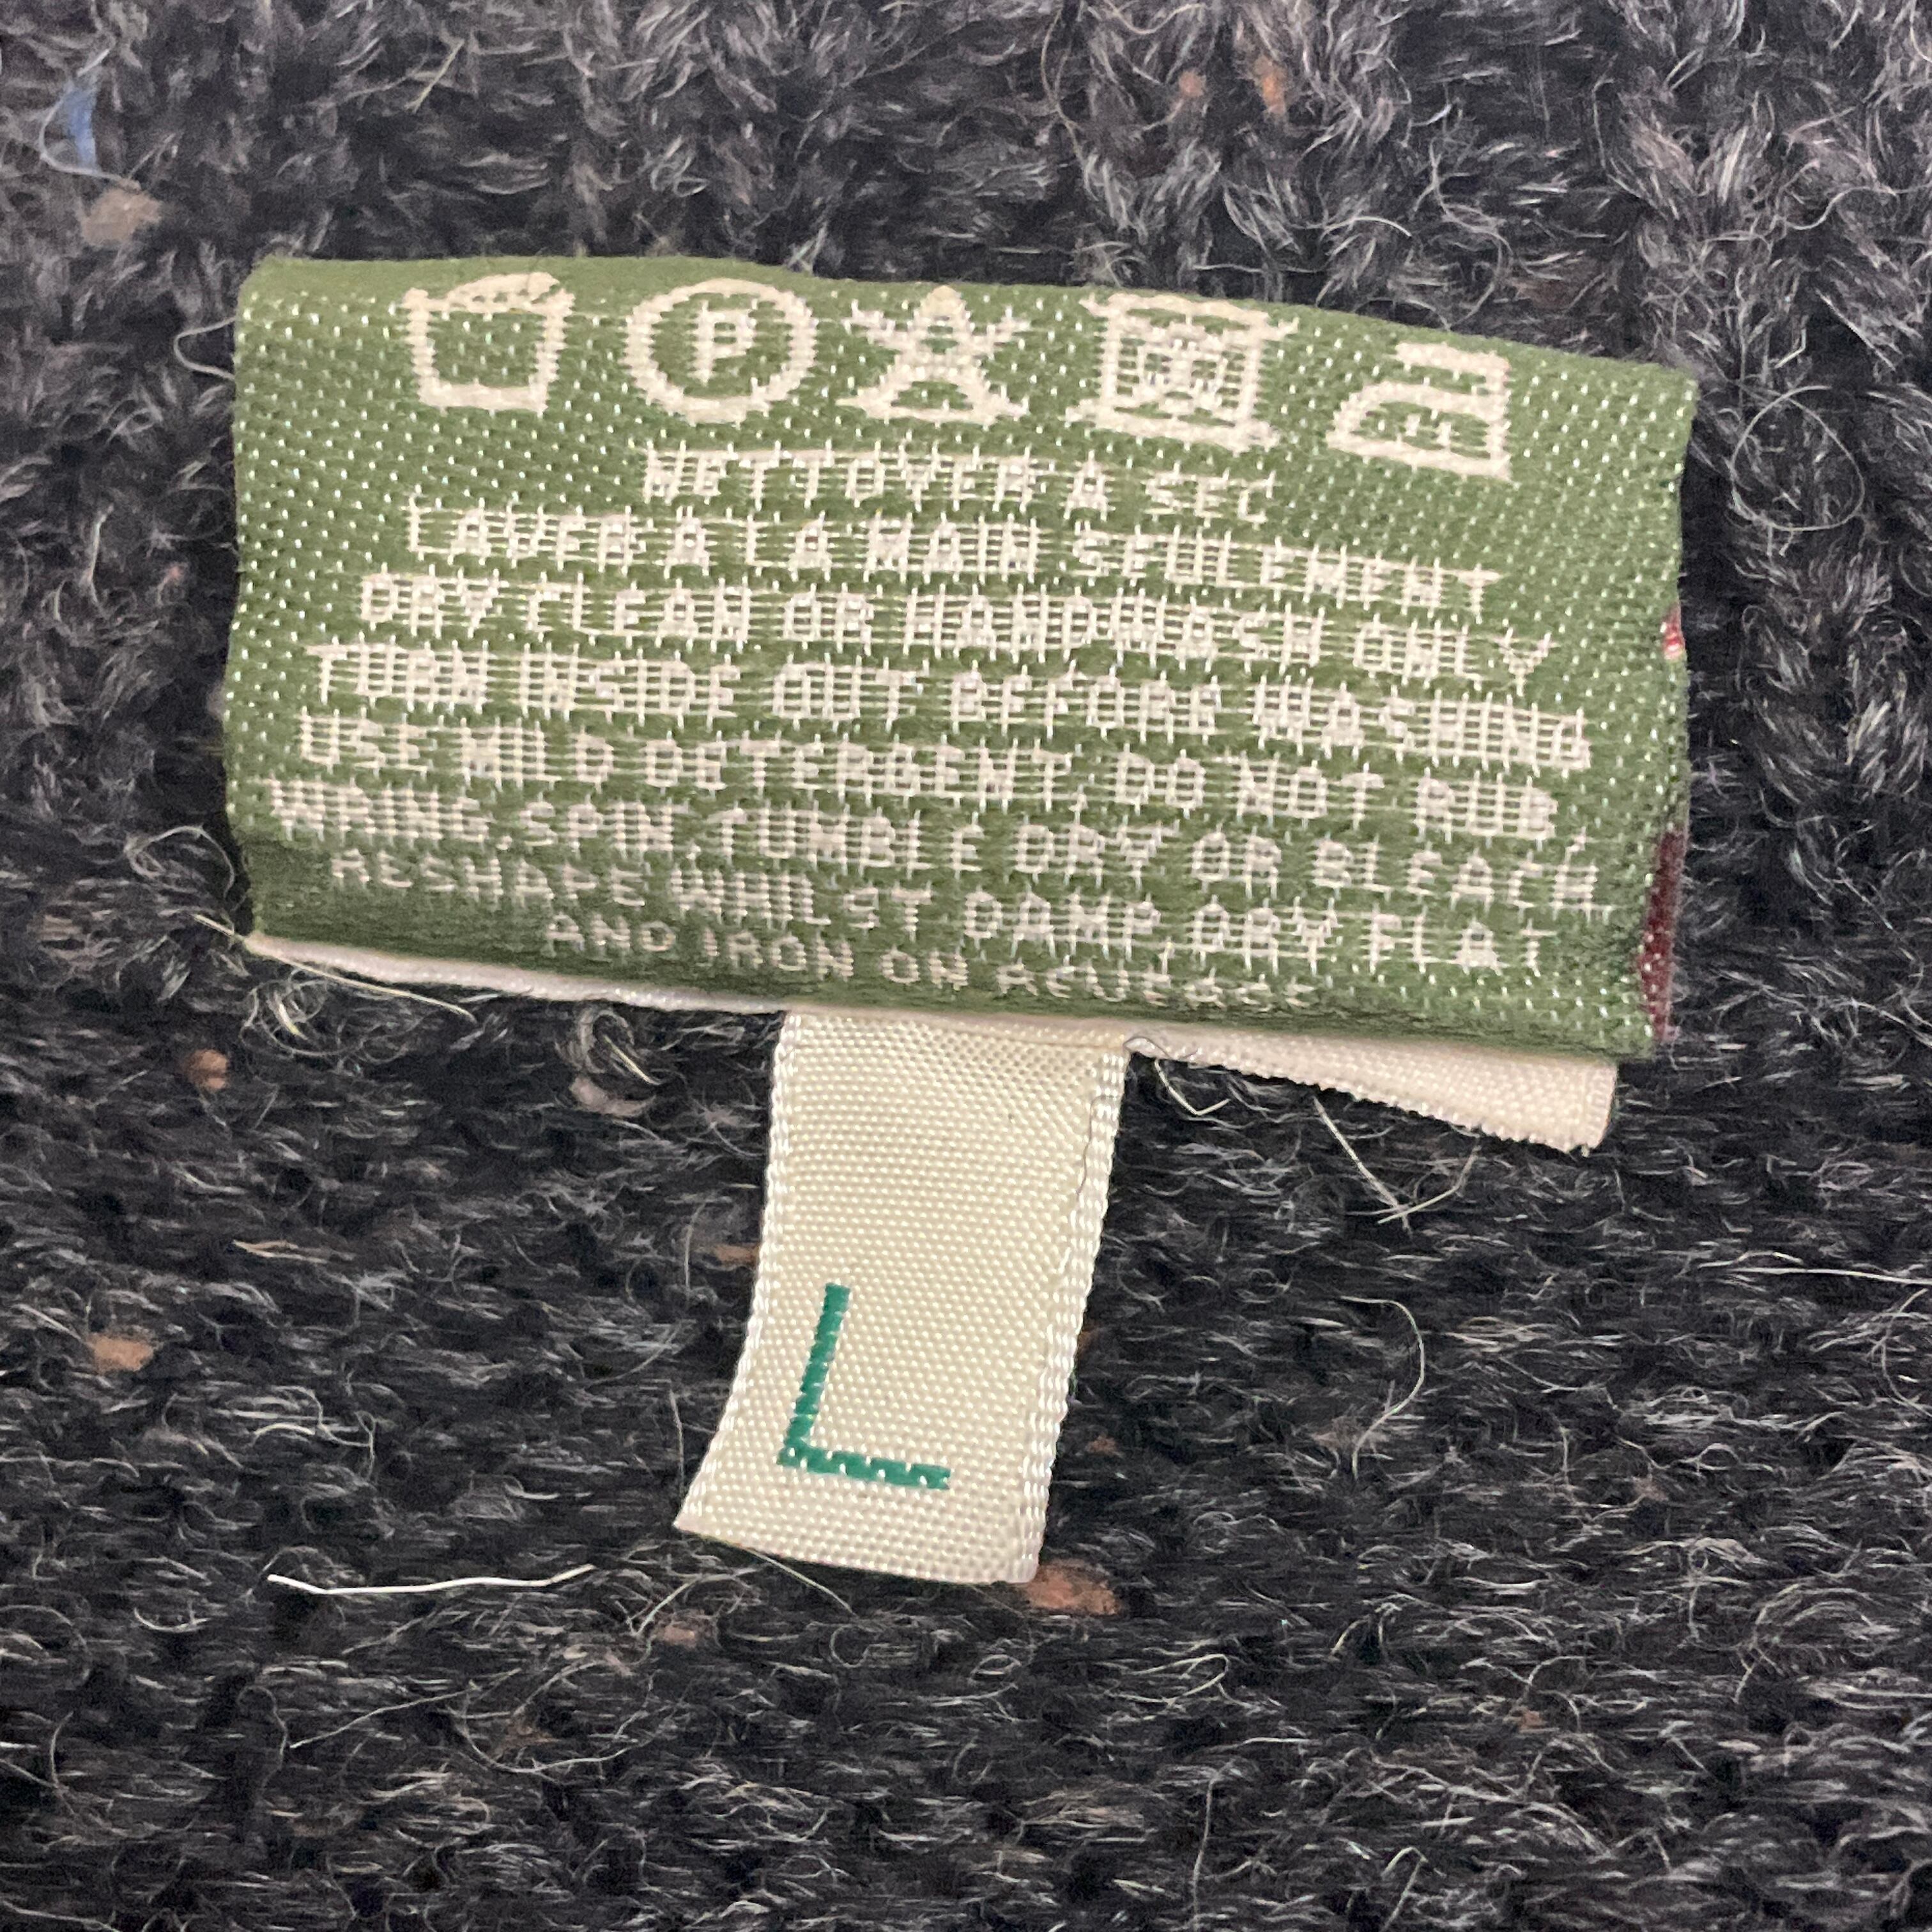 P
NETTOYER A SEC
LAVER A LA MAIN SEULEMENT
DRY CLEAN OR HANDWASH ONLY
TURN INSIDE OUT BEFORE WASHING
USE MILD DETERGENT, DO NOT RUB,
WRING, SPIN, TUMBLE DRY OR BLEACH
RESHAPE WHILST DAMP, DRY FLAT
AND IRON ON REVERSE
L